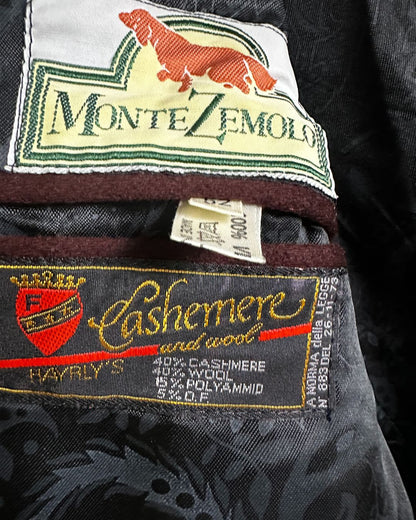 MONTEZEMOLO
F
Cashemere
and wool
HAYRLY'S
40% CASHMERE
40% WOOL
15% POLYAMMID
5% O.F.
A NORMA della LEGGE
N° 883 DEL 26-11-1973